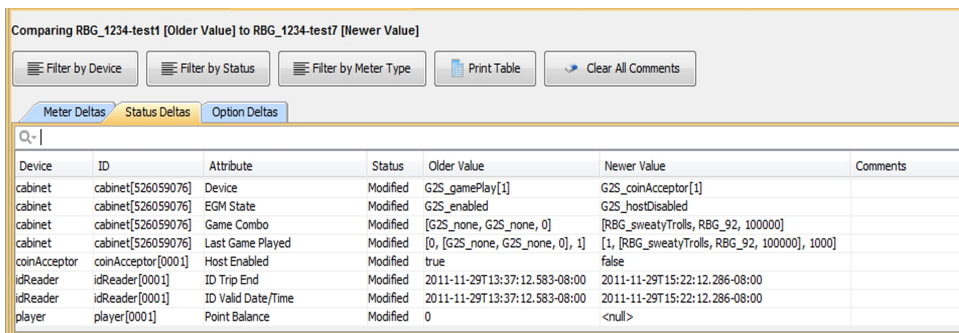 Comparing RBG_1234-test1 [Older Value] to RBG_1234-test7 [Newer Value]
Filter by Device Filter by Status Filter by Meter Type Print Table Clear All Comments
Meter Deltas Status Deltas Option Deltas
Device ID Attribute Status Older Value Newer Value Comments
cabinet cabinet[526059076] Device Modified G2S_gamePlay[1] G2S_coinAcceptor[1]
cabinet cabinet[526059076] EGM State Modified G2S_enabled G2S_hostDisabled
cabinet cabinet[526059076] Game Combo Modified [G2S_none, G2S_none, 0] [RBG_sweatyTrolls, RBG_92, 100000]
cabinet cabinet[526059076] Last Game Played Modified [0, [G2S_none, G2S_none, 0], 1] [1, [RBG_sweatyTrolls, RBG_92, 100000], 1000]
coinAcceptor coinAcceptor[0001] Host Enabled Modified true false
idReader idReader[0001] ID Trip End Modified 2011-11-29T13:37:12.583-08:00 2011-11-29T15:22:12.286-08:00
idReader idReader[0001] ID Valid Date/Time Modified 2011-11-29T13:37:12.583-08:00 2011-11-29T15:22:12.286-08:00
player player[0001] Point Balance Modified 0 <null>